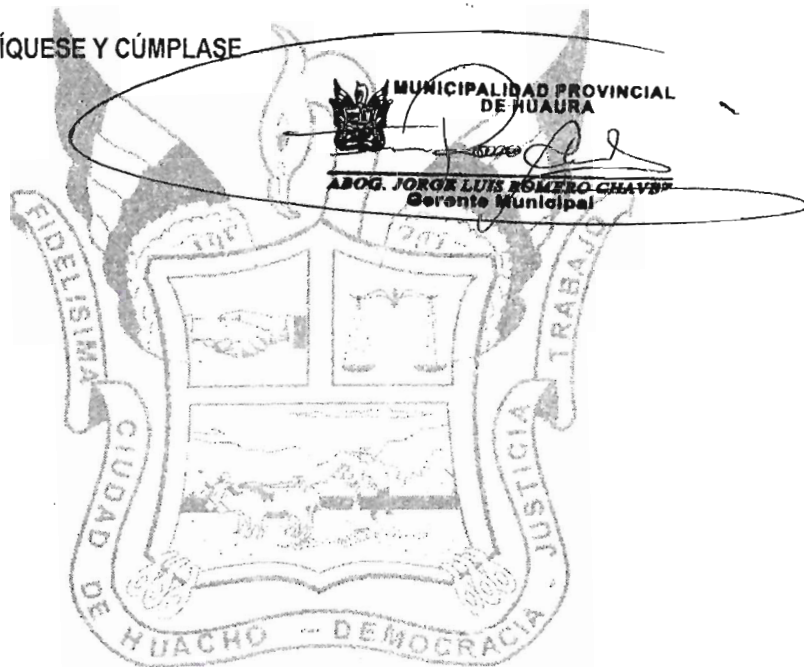 ÍQUESE Y CÚMPLASE
MUNICIPALIDAD PROVINCIAL
DE HUAURA
ABOG. JORGE LUIS ROMERO CHAVEZ
Gerente Municipal
FIDELISIMA
CIUDAD DE HUACHO - DEMOCRACIA - JUSTICIA
TRABAJO